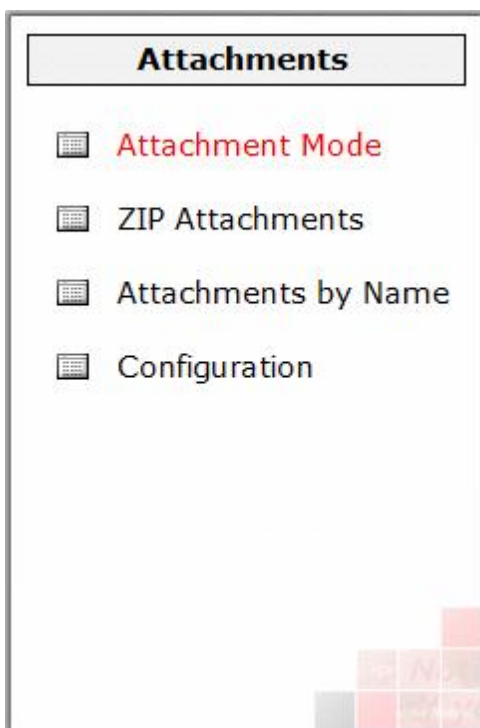 Attachments
Attachment Mode
ZIP Attachments
Attachments by Name
Configuration